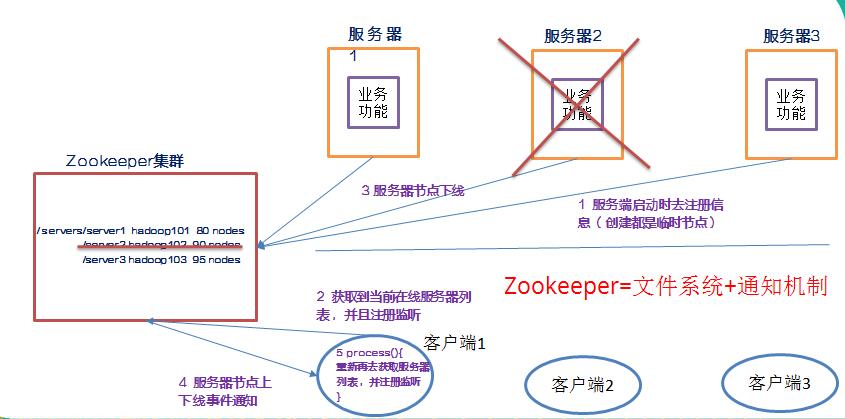 服务器
1
服务器2
服务器3
业务
功能
业务
功能
业务
功能
Zookeeper集群
3 服务器节点下线
1 服务端启动时去注册信
息（创建都是临时节点）
/servers/server1 hadoop101 80 nodes
/server2 hadoop102 90 nodes
/server3 hadoop103 95 nodes
Zookeeper=文件系统+通知机制
2 获取到当前在线服务器列
表，并且注册监听
客户端1
5 process(){
重新再去获取服务器
列表，并注册监听
}
4 服务器节点上
下线事件通知
客户端2
客户端3